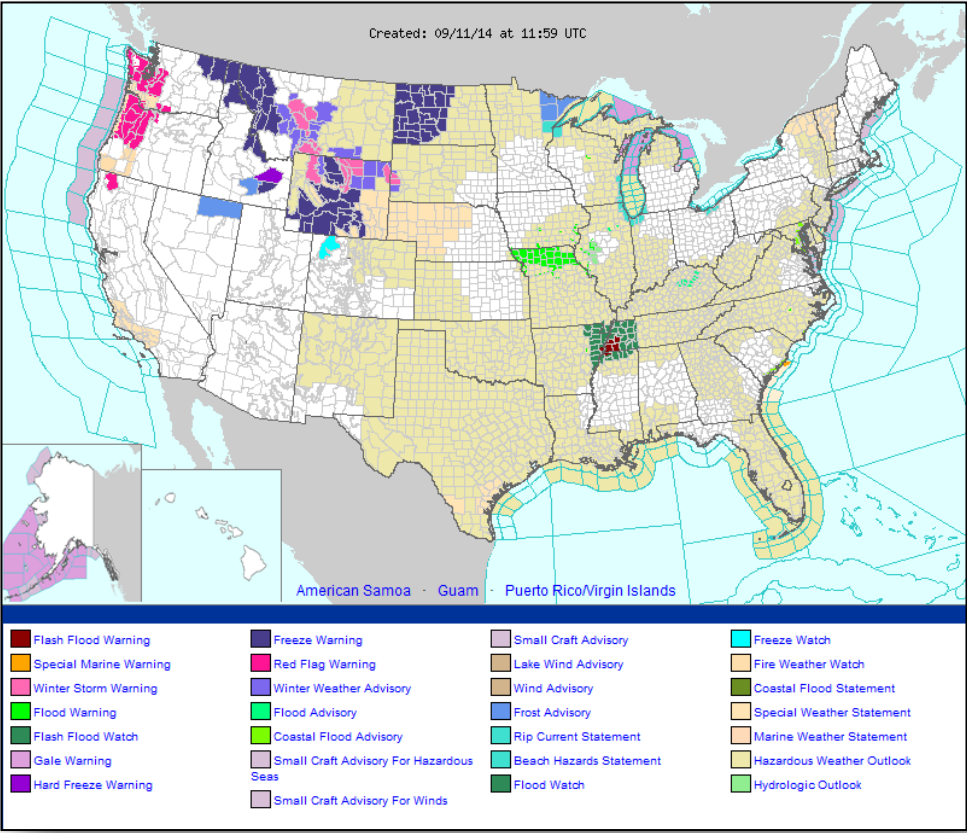 Created: 09/11/14 at 11:59 UTC
American Samoa · Guam · Puerto Rico/Virgin Islands
Flash Flood Warning
Special Marine Warning
Winter Storm Warning
Flood Warning
Flash Flood Watch
Gale Warning
Hard Freeze Warning
Freeze Warning
Red Flag Warning
Winter Weather Advisory
Flood Advisory
Coastal Flood Advisory
Small Craft Advisory For Hazardous
Seas
Small Craft Advisory For Winds
Small Craft Advisory
Lake Wind Advisory
Wind Advisory
Frost Advisory
Rip Current Statement
Beach Hazards Statement
Flood Watch
Freeze Watch
Fire Weather Watch
Coastal Flood Statement
Special Weather Statement
Marine Weather Statement
Hazardous Weather Outlook
Hydrologic Outlook